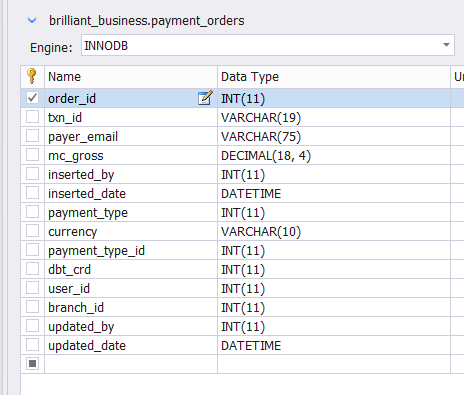 brilliant_business.payment_orders
Engine: INNODB
Name Data Type Un
order_id INT(11)
txn_id VARCHAR(19)
payer_email VARCHAR(75)
mc_gross DECIMAL(18, 4)
inserted_by INT(11)
inserted_date DATETIME
payment_type INT(11)
currency VARCHAR(10)
payment_type_id INT(11)
dbt_crd INT(11)
user_id INT(11)
branch_id INT(11)
updated_by INT(11)
updated_date DATETIME